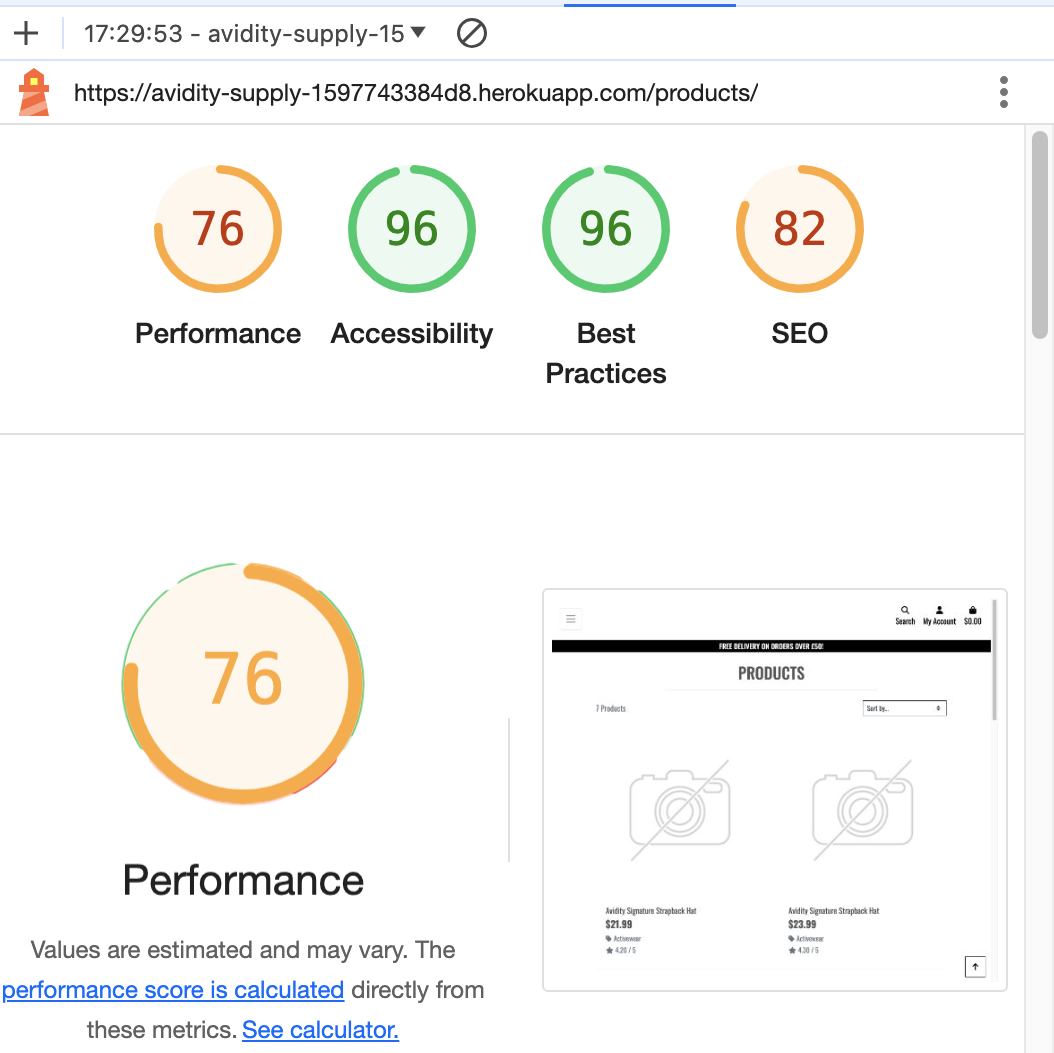 17:29:53 - avidity-supply-15
https://avidity-supply-1597743384d8.herokuapp.com/products/
76
96
96
82
Performance
Accessibility
Best
Practices
SEO
76
Performance
Values are estimated and may vary. The
performance score is calculated directly from
these metrics. See calculator.
Search
My Account
$0.00
FREE DELIVERY ON ORDERS OVER £50!
PRODUCTS
7 Products
Sort by...
Avidity Signature Strapback Hat
$21.99
Activewear
4.20 / 5
Avidity Signature Strapback Hat
$23.99
Activewear
4.30 / 5